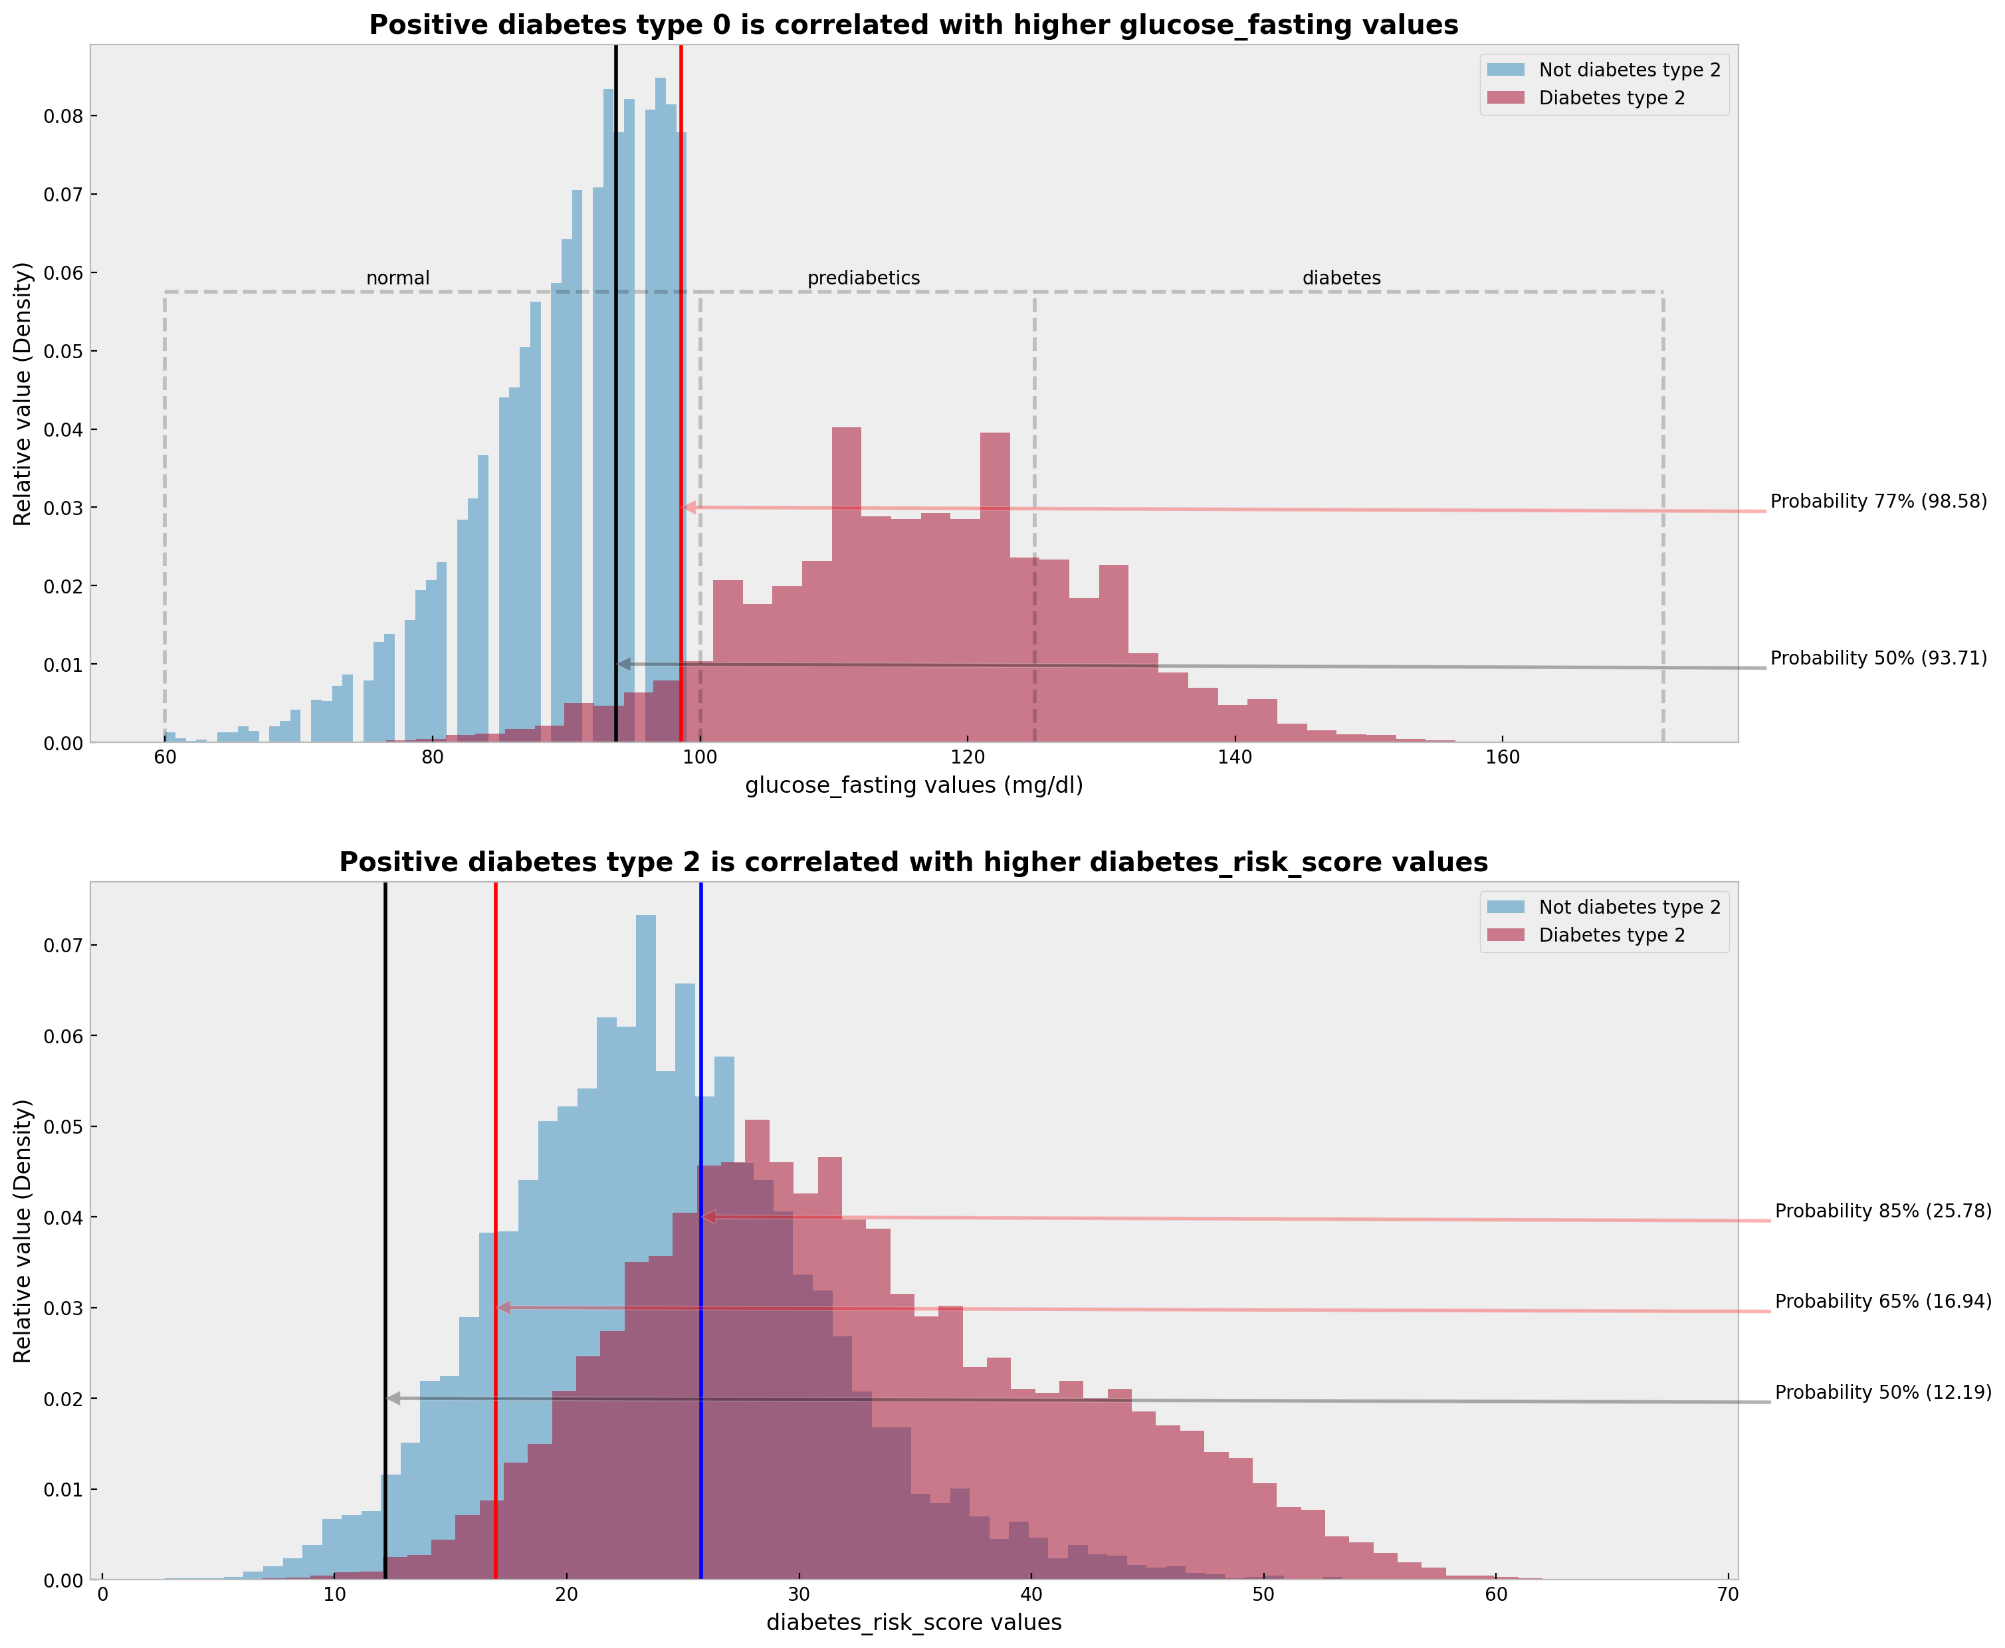 Positive diabetes type 0 is correlated with higher glucose_fasting values
Not diabetes type 2
Diabetes type 2
Relative value (Density)
0.08
0.07
0.06
0.05
0.04
0.03
0.02
0.01
0.00
normal
prediabetics
diabetes
Probability 77% (98.58)
Probability 50% (93.71)
60
80
100
120
140
160
glucose_fasting values (mg/dl)
Positive diabetes type 2 is correlated with higher diabetes_risk_score values
Not diabetes type 2
Diabetes type 2
Relative value (Density)
0.07
0.06
0.05
0.04
0.03
0.02
0.01
0.00
Probability 85% (25.78)
Probability 65% (16.94)
Probability 50% (12.19)
0
10
20
30
40
50
60
70
diabetes_risk_score values